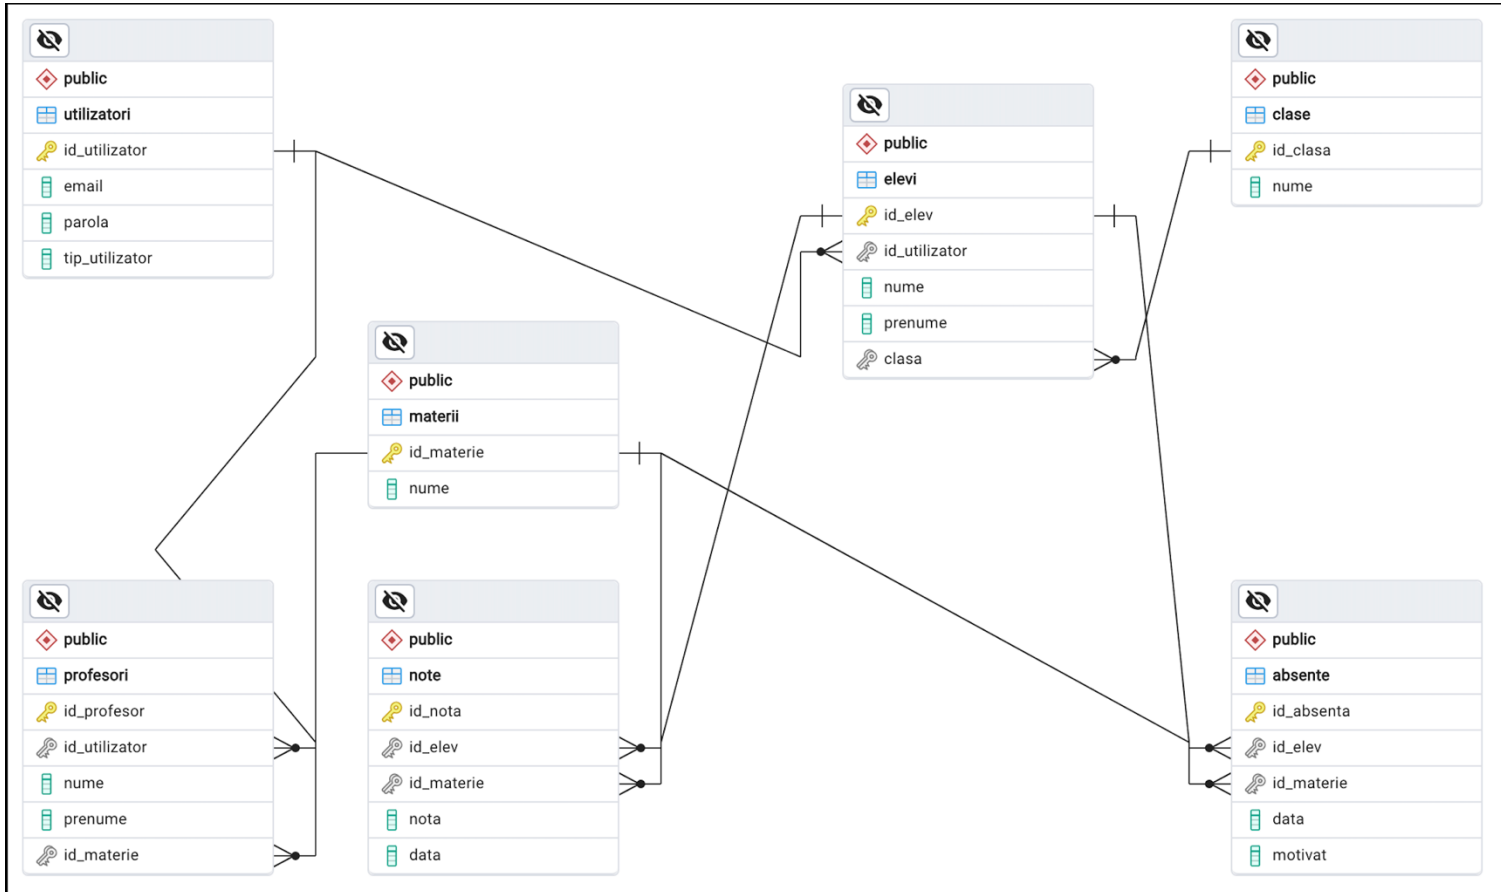 public
utilizatori
id_utilizator
email
parola
tip_utilizator
public
elevi
id_elev
id_utilizator
nume
prenume
clasa
public
clase
id_clasa
nume
public
materii
id_materie
nume
public
profesori
id_profesor
id_utilizator
nume
prenume
id_materie
public
note
id_nota
id_elev
id_materie
nota
data
public
absente
id_absenta
id_elev
id_materie
data
motivat